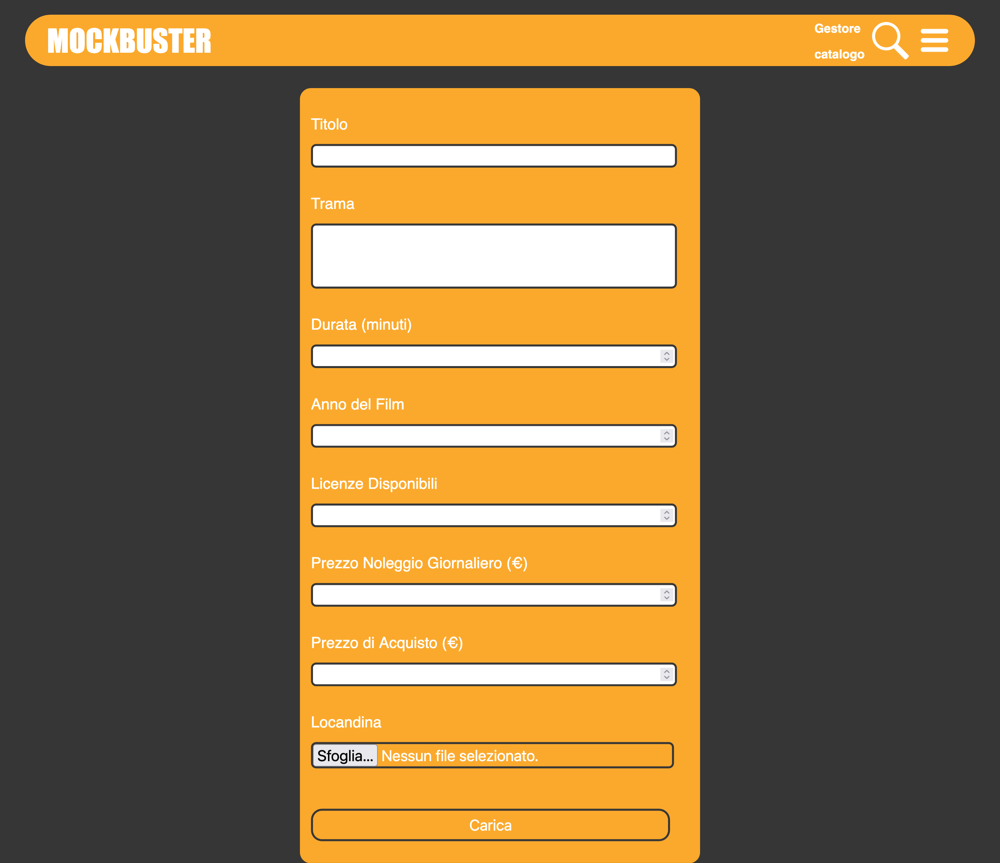 MOCKBUSTER
Gestore
catalogo
Titolo
Trama
Durata (minuti)
Anno del Film
Licenze Disponibili
Prezzo Noleggio Giornaliero (€)
Prezzo di Acquisto (€)
Locandina
Sfoglia... Nessun file selezionato.
Carica